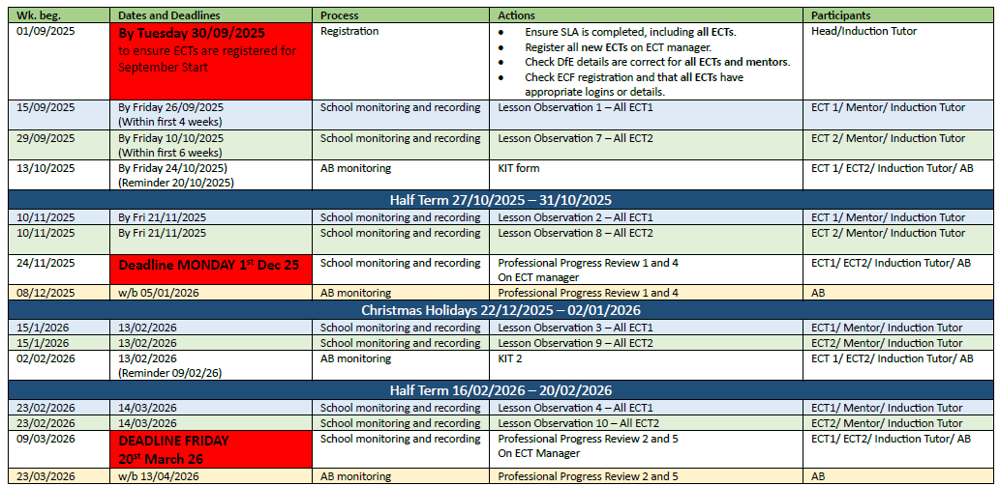 Wk. beg. Dates and Deadlines Process Actions Participants
01/09/2025 By Tuesday 30/09/2025 Registration • Ensure SLA is completed, including all ECTs. Head/Induction Tutor
to ensure ECTs are registered for • Register all new ECTs on ECT manager.
September Start • Check DfE details are correct for all ECTs and mentors.
• Check ECF registration and that all ECTs have
appropriate logins or details.
15/09/2025 By Friday 26/09/2025 School monitoring and recording Lesson Observation 1 – All ECT1 ECT 1/ Mentor/ Induction Tutor
(Within first 4 weeks)
29/09/2025 By Friday 10/10/2025 School monitoring and recording Lesson Observation 7 – All ECT2 ECT 2/ Mentor/ Induction Tutor
(Within first 6 weeks)
13/10/2025 By Friday 24/10/2025) AB monitoring KIT form ECT 1/ ECT2/ Induction Tutor/ AB
(Reminder 20/10/2025)
Half Term 27/10/2025 – 31/10/2025
10/11/2025 By Fri 21/11/2025 School monitoring and recording Lesson Observation 2 – All ECT1 ECT 1/ Mentor/ Induction Tutor
10/11/2025 By Fri 21/11/2025 School monitoring and recording Lesson Observation 8 – All ECT2 ECT 2/ Mentor/ Induction Tutor
24/11/2025 Deadline MONDAY 1st Dec 25 School monitoring and recording Professional Progress Review 1 and 4 ECT1/ ECT2/ Induction Tutor/ AB
On ECT manager
08/12/2025 w/b 05/01/2026 AB monitoring Professional Progress Review 1 and 4 AB
Christmas Holidays 22/12/2025 – 02/01/2026
15/1/2026 13/02/2026 School monitoring and recording Lesson Observation 3 – All ECT1 ECT1/ Mentor/ Induction Tutor
15/1/2026 13/02/2026 School monitoring and recording Lesson Observation 9 – All ECT2 ECT2/ Mentor/ Induction Tutor
02/02/2026 13/02/2026 AB monitoring KIT 2 ECT 1/ ECT2/ Induction Tutor/ AB
(Reminder 09/02/26)
Half Term 16/02/2026 – 20/02/2026
23/02/2026 14/03/2026 School monitoring and recording Lesson Observation 4 – All ECT1 ECT1/ Mentor/ Induction Tutor
23/02/2026 14/03/2026 School monitoring and recording Lesson Observation 10 – All ECT2 ECT2/ Mentor/ Induction Tutor
09/03/2026 DEADLINE FRIDAY School monitoring and recording Professional Progress Review 2 and 5 ECT1/ ECT2/ Induction Tutor/ AB
20st March 26 On ECT Manager
23/03/2026 w/b 13/04/2026 AB monitoring Professional Progress Review 2 and 5 AB